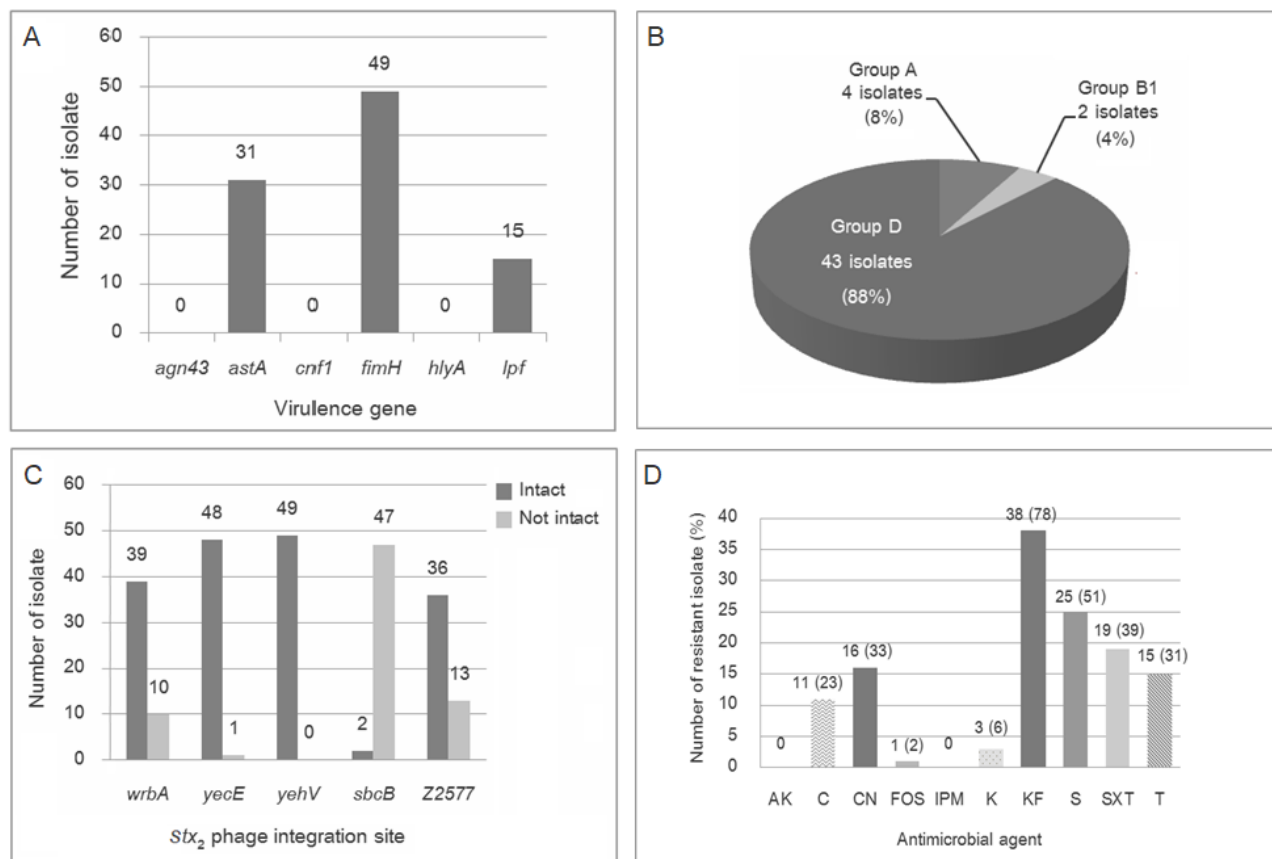 A
Number of isolate
60
50
40
30
20
10
0
0
31
0
49
0
15
agn43 astA cnf1 fimH hlyA lpf
Virulence gene
B
Group A
4 isolates
(8%)
Group B1
2 isolates
(4%)
Group D
43 isolates
(88%)
C
Number of isolate
60
50
40
30
20
10
0
39
10
48
1
49
0
2
47
36
13
Intact
Not intact
wrbA yecE yehV sbcB Z2577
Stx2 phage integration site
D
Number of resistant isolate (%)
40
35
30
25
20
15
10
5
0
0
11 (23)
16 (33)
1 (2)
0
3 (6)
38 (78)
25 (51)
19 (39)
15 (31)
AK C CN FOS IPM K KF S SXT T
Antimicrobial agent